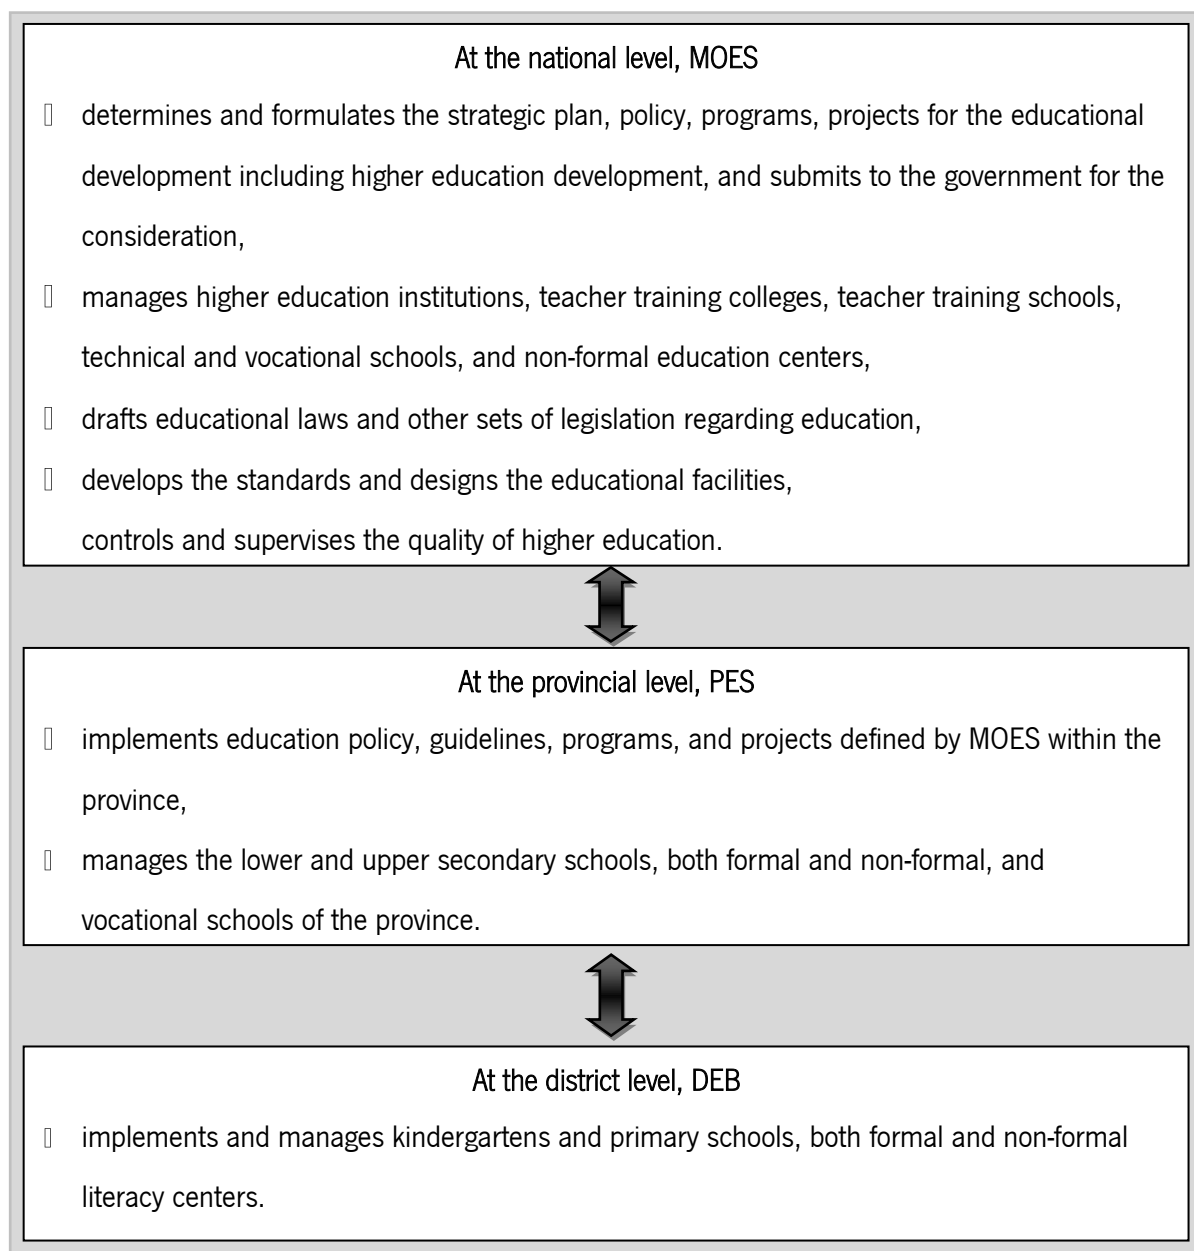 At the national level, MOES
determines and formulates the strategic plan, policy, programs, projects for the educational
development including higher education development, and submits to the government for the
consideration,
manages higher education institutions, teacher training colleges, teacher training schools,
technical and vocational schools, and non-formal education centers,
drafts educational laws and other sets of legislation regarding education,
develops the standards and designs the educational facilities,
controls and supervises the quality of higher education.
At the provincial level, PES
implements education policy, guidelines, programs, and projects defined by MOES within the
province,
manages the lower and upper secondary schools, both formal and non-formal, and
vocational schools of the province.
At the district level, DEB
implements and manages kindergartens and primary schools, both formal and non-formal
literacy centers.